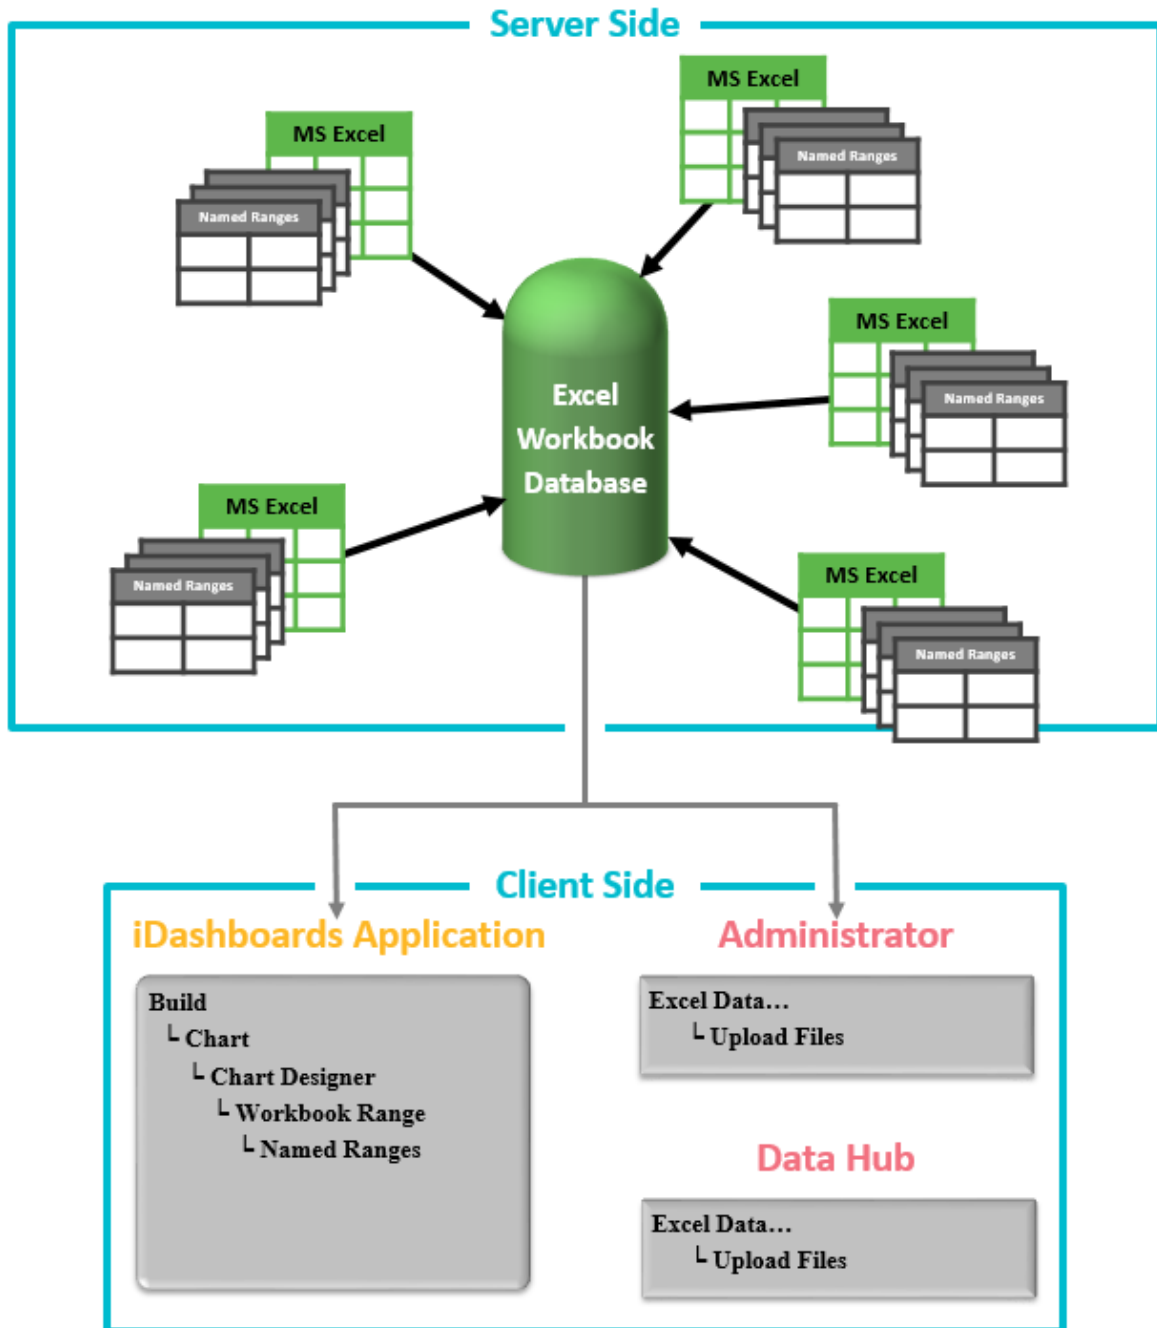 Server Side
MS Excel
Named Ranges
MS Excel
Named Ranges
MS Excel
Named Ranges
Excel
Workbook
Database
MS Excel
Named Ranges
MS Excel
Named Ranges
Client Side
iDashboards Application
Build
└ Chart
└ Chart Designer
└ Workbook Range
└ Named Ranges
Administrator
Excel Data...
└ Upload Files
Data Hub
Excel Data...
└ Upload Files